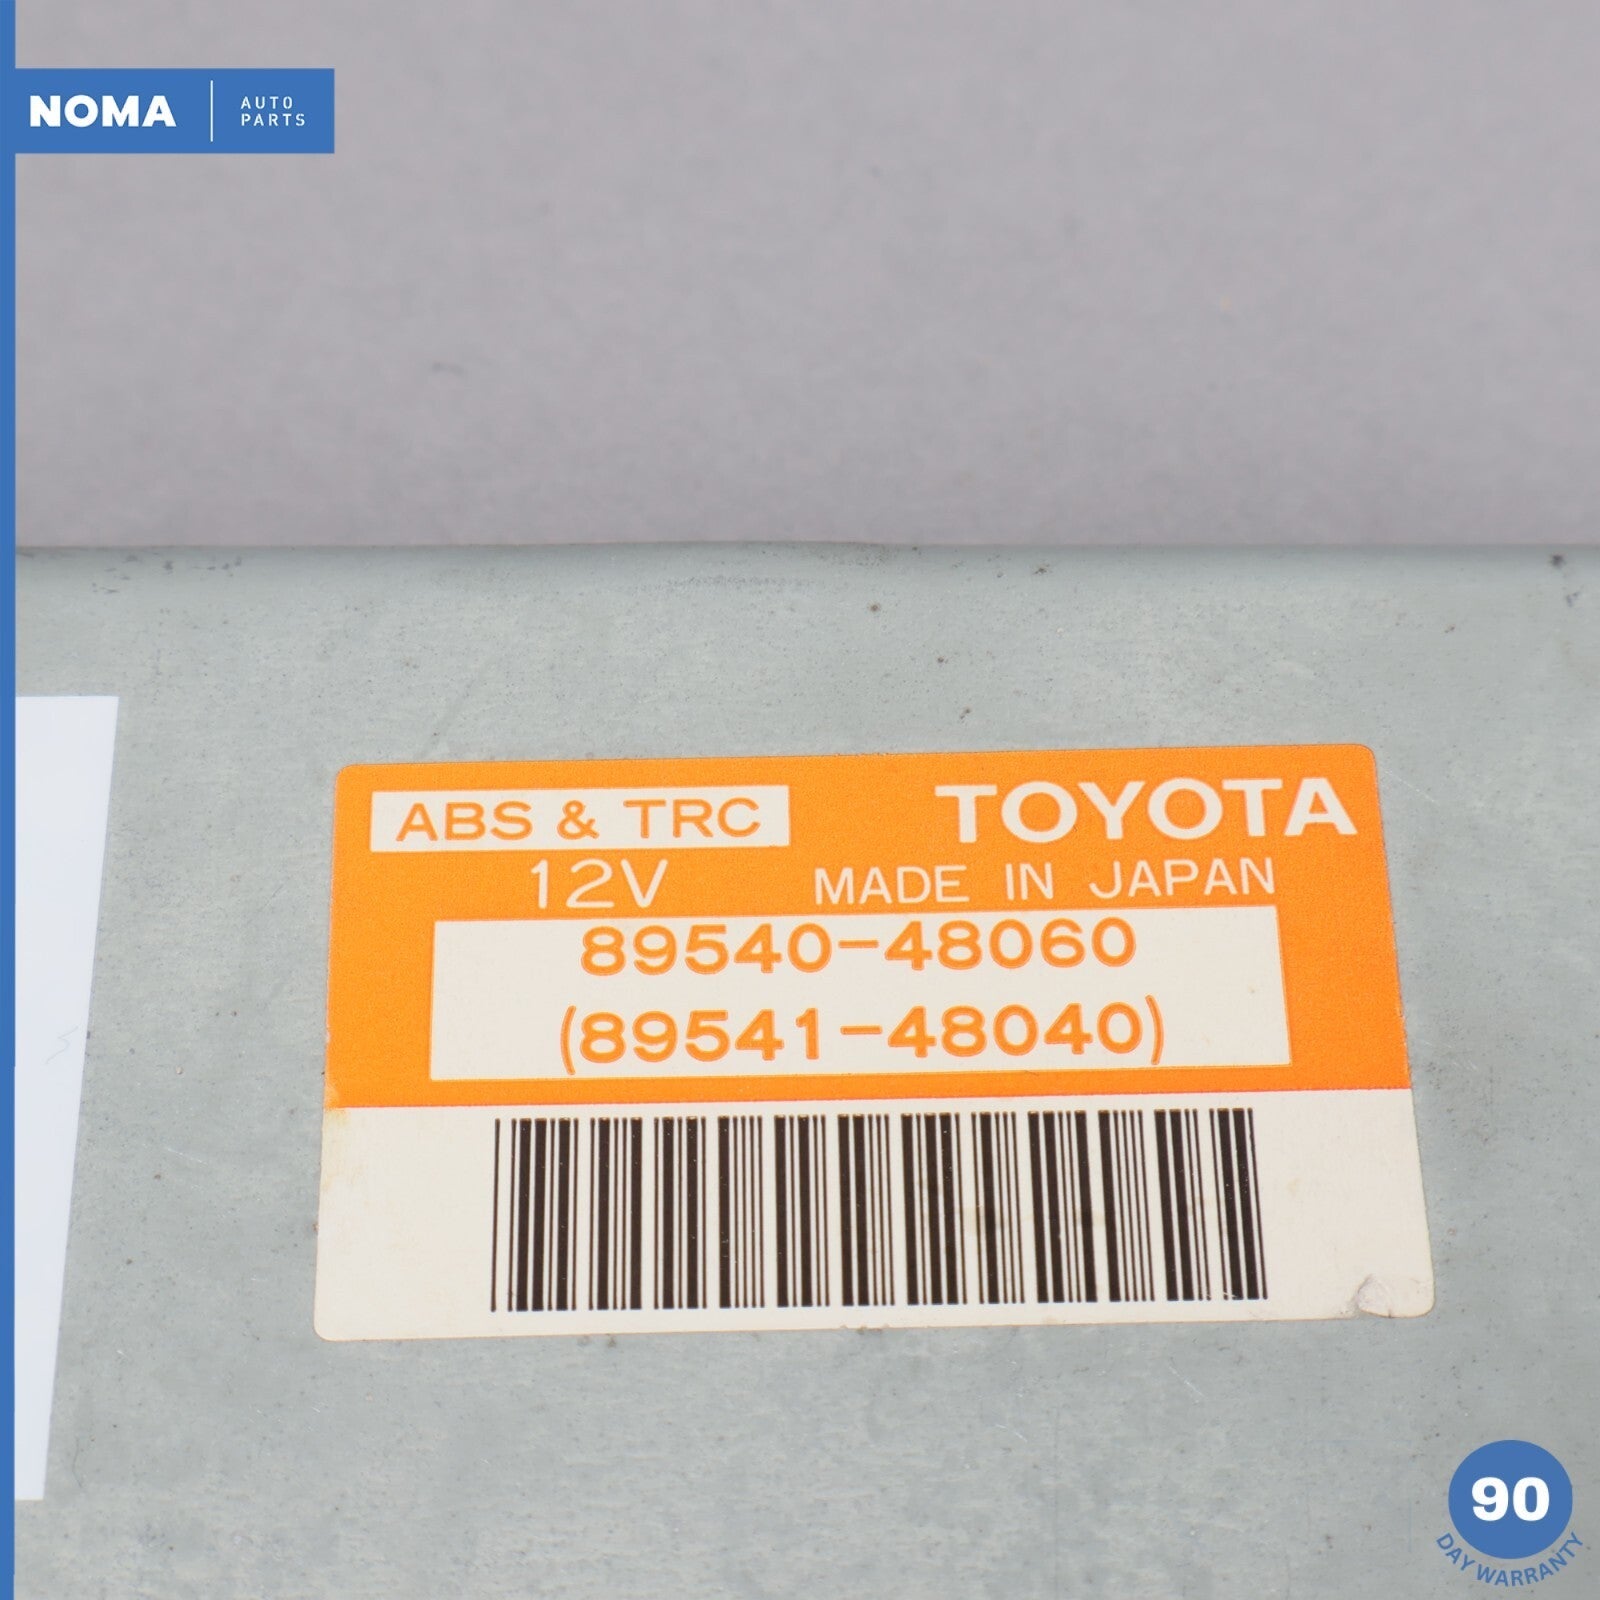 NOMA
AUTO
PARTS
ABS & TRC
TOYOTA
12V
MADE IN JAPAN
89540-48060
(89541-48040)
90
DAY WARRANTY